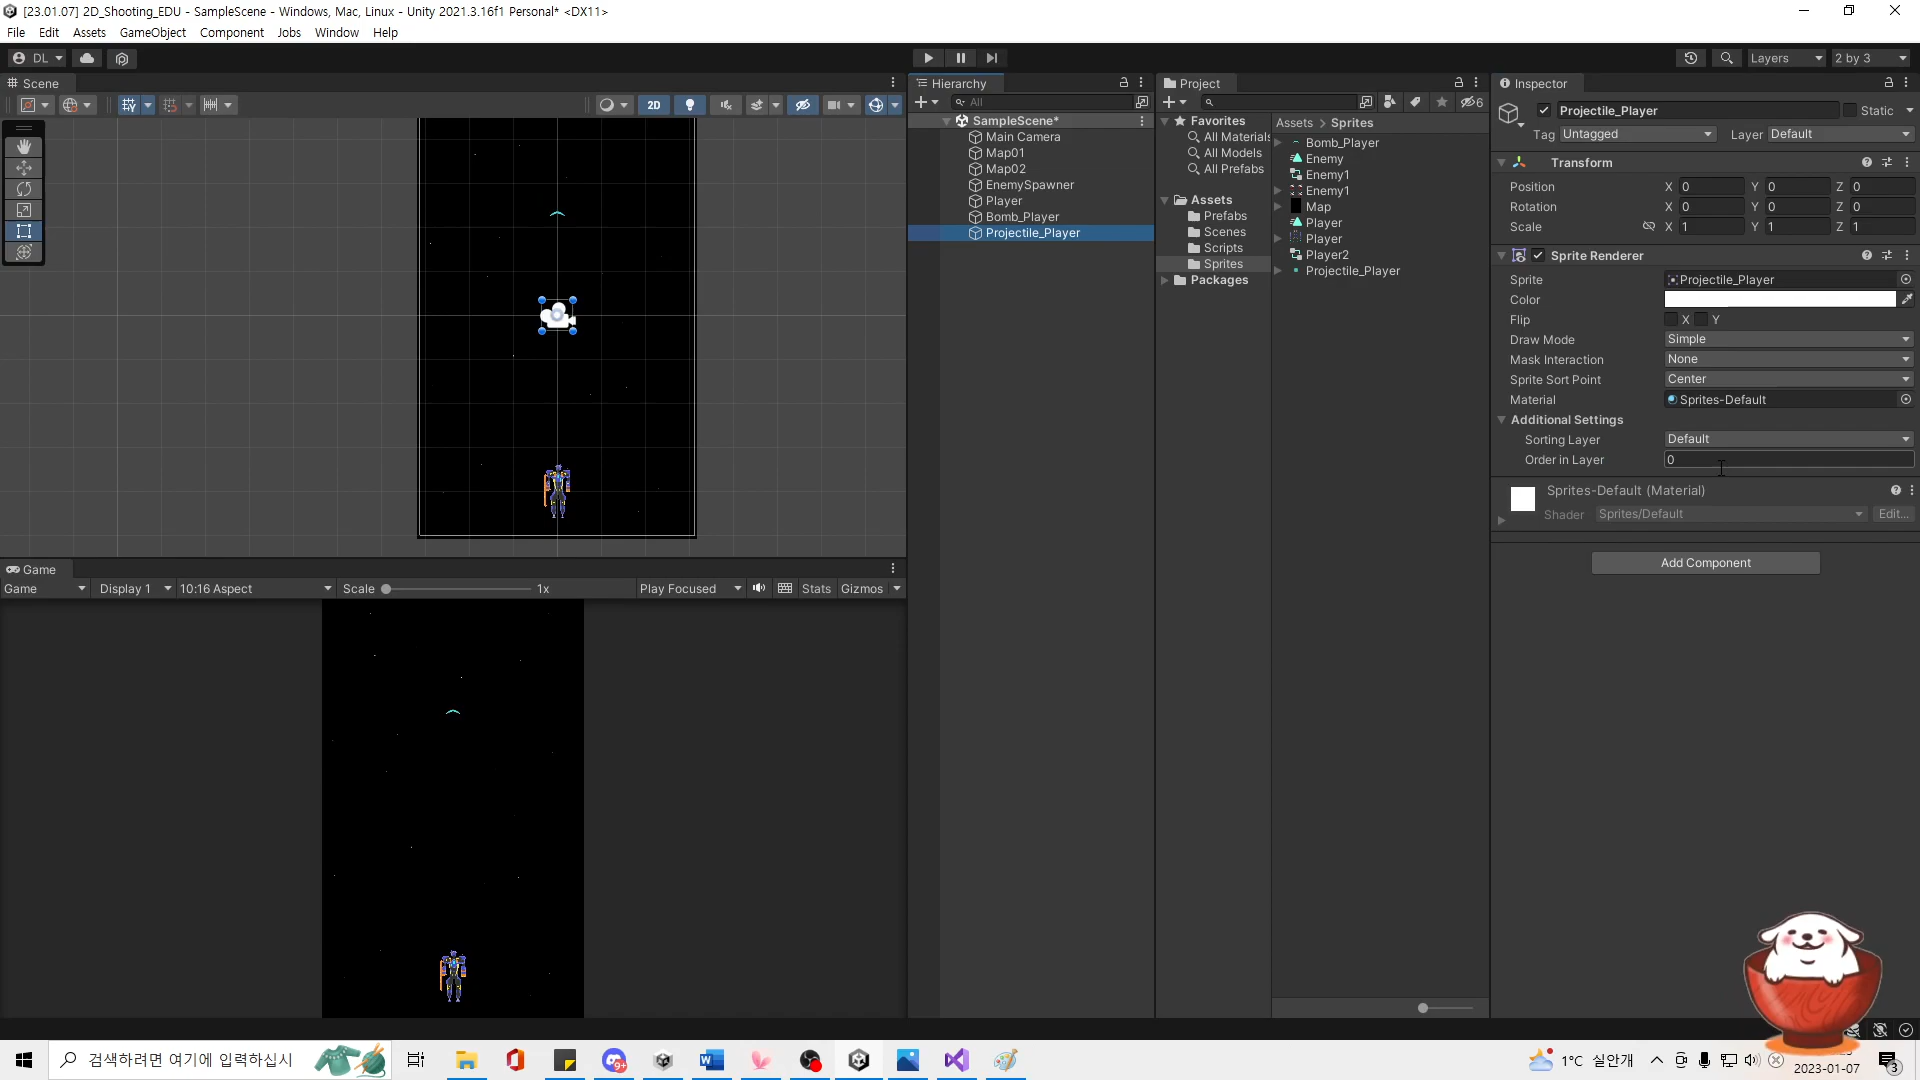 [23.01.07] 2D_Shooting_EDU - SampleScene - Windows, Mac, Linux - Unity 2021.3.16f1 Personal* <DX11>
File Edit Assets GameObject Component Jobs Window Help
DL
Layers 2 by 3
Scene
2D
Hierarchy
All
SampleScene*
Main Camera
Map01
Map02
EnemySpawner
Player
Bomb_Player
Projectile_Player
Project
6
Favorites
All Materials
All Models
All Prefabs
Assets
Prefabs
Scenes
Scripts
Sprites
Packages
Assets > Sprites
Bomb_Player
Enemy
Enemy1
Enemy1
Map
Player
Player
Player2
Projectile_Player
Inspector
Projectile_Player Static
Tag Untagged Layer Default
Transform
Position X 0 Y 0 Z 0
Rotation X 0 Y 0 Z 0
Scale X 1 Y 1 Z 1
Sprite Renderer
Sprite Projectile_Player
Color
Flip X Y
Draw Mode Simple
Mask Interaction None
Sprite Sort Point Center
Material Sprites-Default
Additional Settings
Sorting Layer Default
Order in Layer 0
Sprites-Default (Material)
Shader Sprites/Default Edit...
Add Component
Game
Game Display 1 10:16 Aspect Scale 1x Play Focused Stats Gizmos
검색하려면 여기에 입력하십시
9+
1°C 실안개
2023-01-07
3